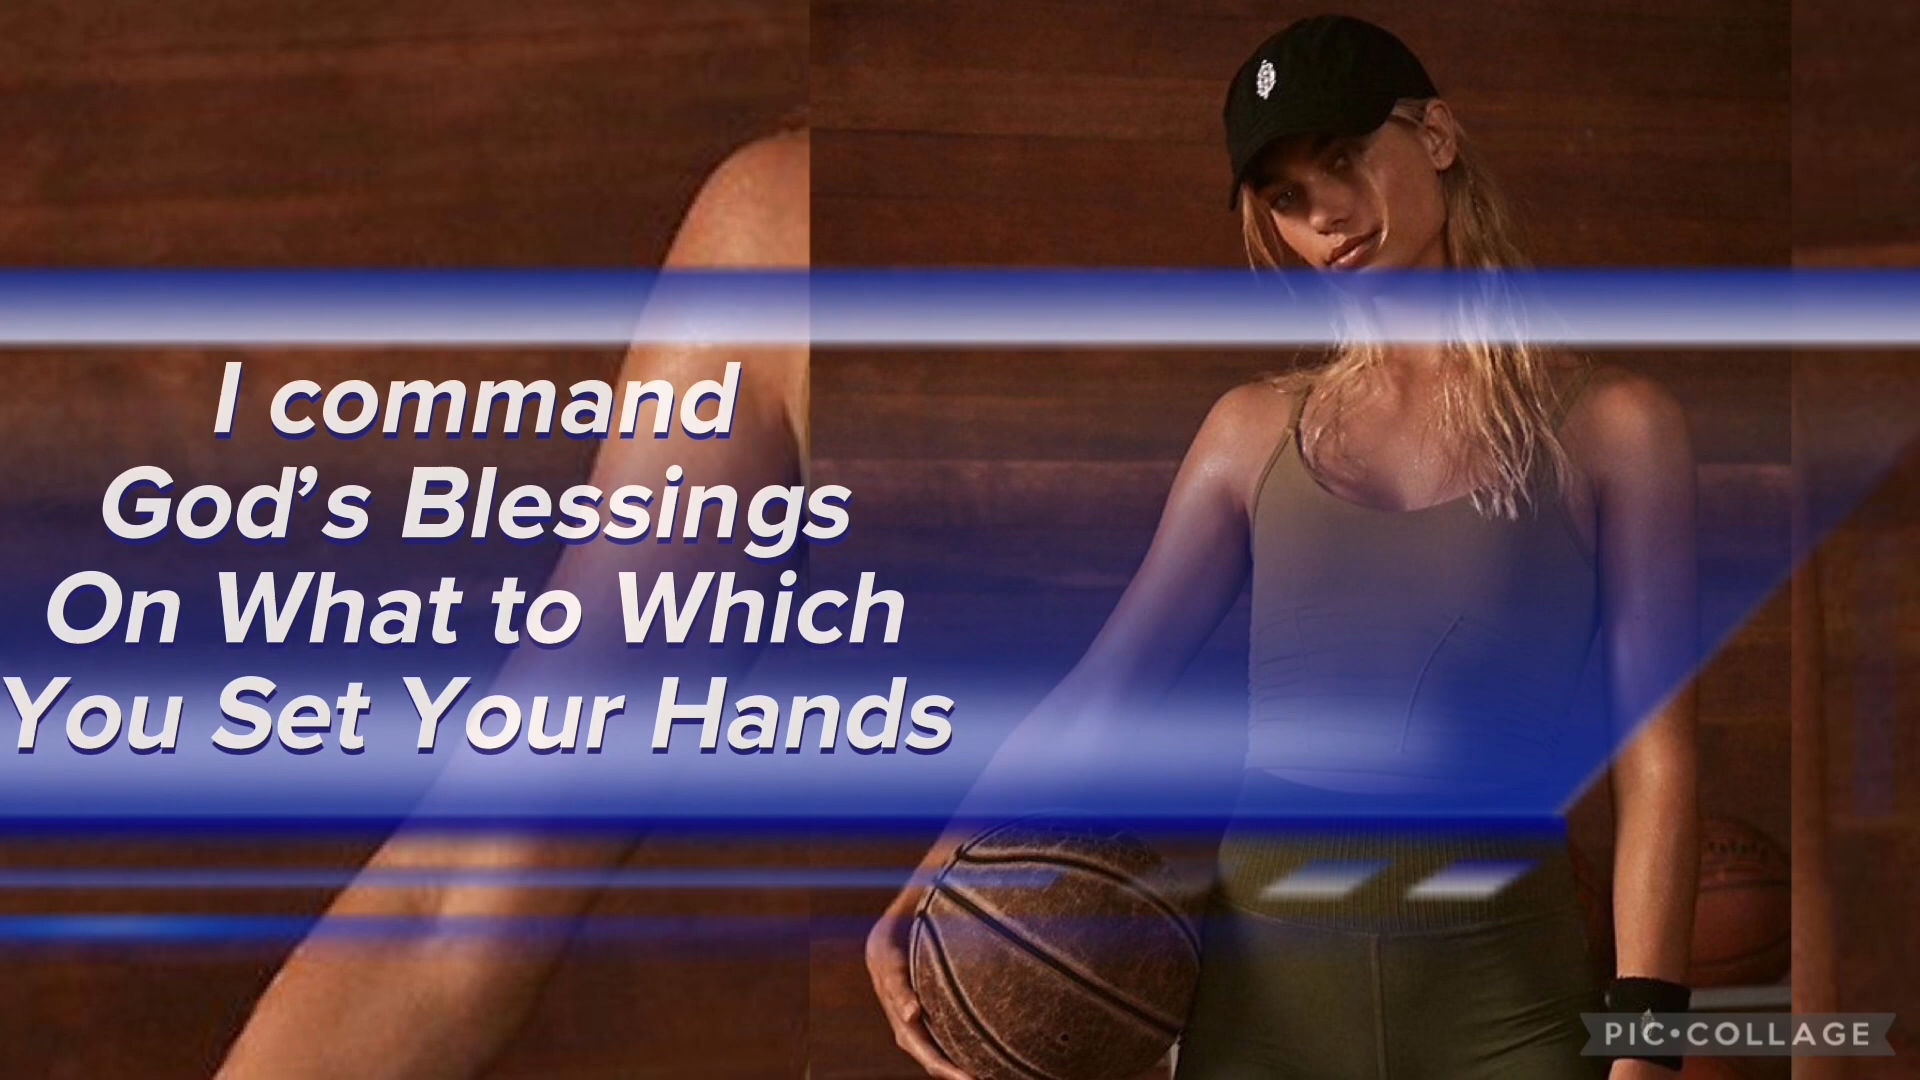 I command
God’s Blessings
On What to Which
You Set Your Hands
PIC•COLLAGE